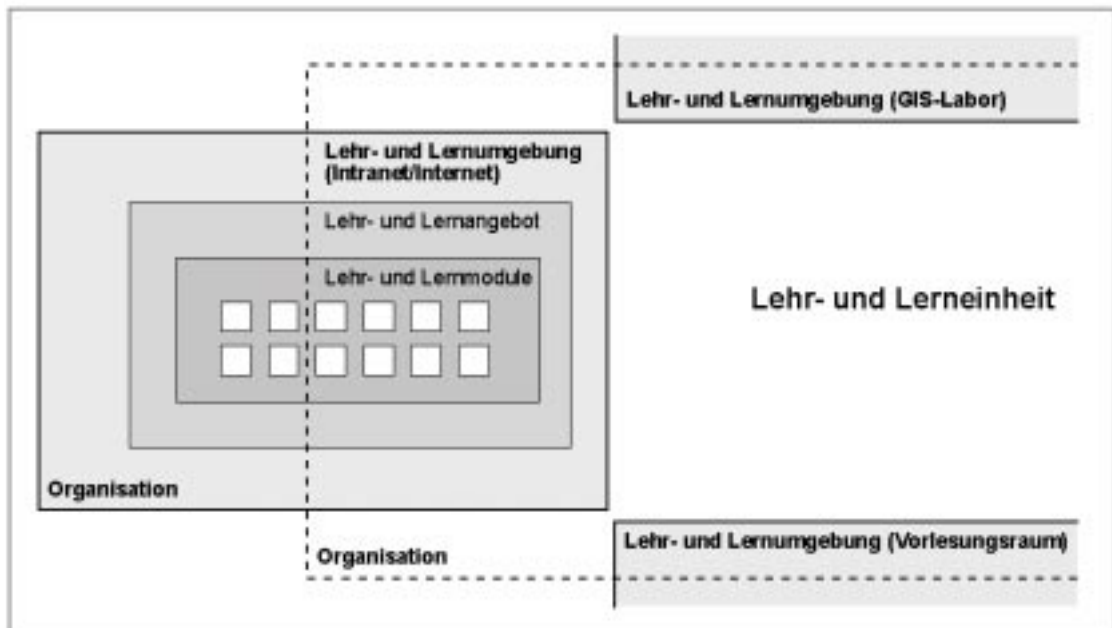 Lehr- und Lernumgebung (GIS-Labor)
Lehr- und Lernumgebung
(Intranet/Internet)
Lehr- und Lernangebot
Lehr- und Lernmodule
Lehr- und Lerneinheit
Organisation
Organisation
Lehr- und Lernumgebung (Vorlesungsraum)